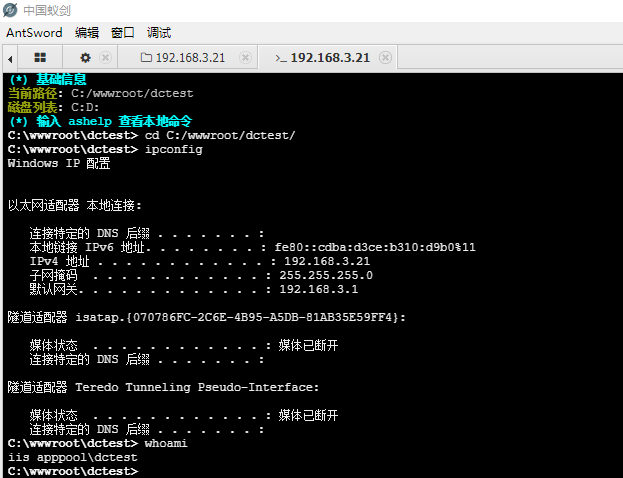 中国蚁剑
AntSword 编辑 窗口 调试
192.168.3.21 >_ 192.168.3.21
(*) 基础信息
当前路径: C:/wwwroot/dctest
磁盘列表: C:D:
(*) 输入 ashelp 查看本地命令
C:\wwwroot\dctest> cd C:/wwwroot/dctest/
C:\wwwroot\dctest> ipconfig
Windows IP 配置
以太网适配器 本地连接:
连接特定的 DNS 后缀 . . . . . . . :
本地链接 IPv6 地址. . . . . . . . : fe80::cdba:d3ce:b310:d9b0%11
IPv4 地址 . . . . . . . . . . . . : 192.168.3.21
子网掩码  . . . . . . . . . . . . : 255.255.255.0
默认网关. . . . . . . . . . . . . : 192.168.3.1
隧道适配器 isatap.{070786FC-2C6E-4B95-A5DB-81AB35E59FF4}:
媒体状态  . . . . . . . . . . . . : 媒体已断开
连接特定的 DNS 后缀 . . . . . . . :
隧道适配器 Teredo Tunneling Pseudo-Interface:
媒体状态  . . . . . . . . . . . . : 媒体已断开
连接特定的 DNS 后缀 . . . . . . . :
C:\wwwroot\dctest> whoami
iis apppool\dctest
C:\wwwroot\dctest>